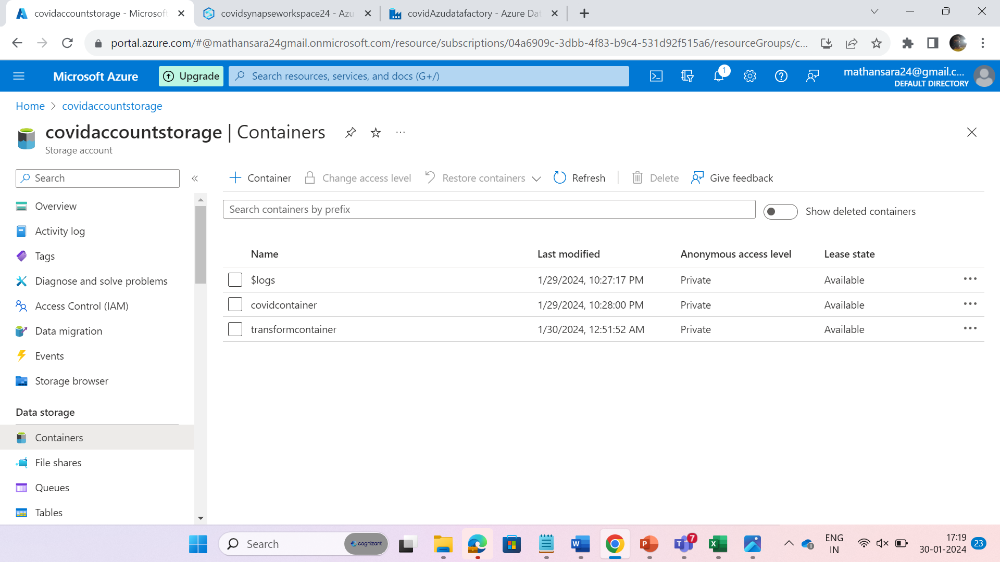 covidaccountstorage - Microsoft
covidsynapseworkspace24 - Azu
covidAzudatafactory - Azure Dat
portal.azure.com/#@mathansara24gmail.onmicrosoft.com/resource/subscriptions/04a6909c-3dbb-4f83-b9c4-531d92f515a6/resourceGroups/c...
Microsoft Azure
Upgrade
Search resources, services, and docs (G+/)
1
mathansara24@gmail.c...
DEFAULT DIRECTORY
Home > covidaccountstorage
covidaccountstorage | Containers
Storage account
Search
Container
Change access level
Restore containers
Refresh
Delete
Give feedback
Search containers by prefix
Show deleted containers
Overview
Activity log
Tags
Diagnose and solve problems
Access Control (IAM)
Data migration
Events
Storage browser
Data storage
Containers
File shares
Queues
Tables
Name Last modified Anonymous access level Lease state
$logs 1/29/2024, 10:27:17 PM Private Available
covidcontainer 1/29/2024, 10:28:00 PM Private Available
transformcontainer 1/30/2024, 12:51:52 AM Private Available
Search
cognizant
7
ENG
IN
17:19
30-01-2024
23